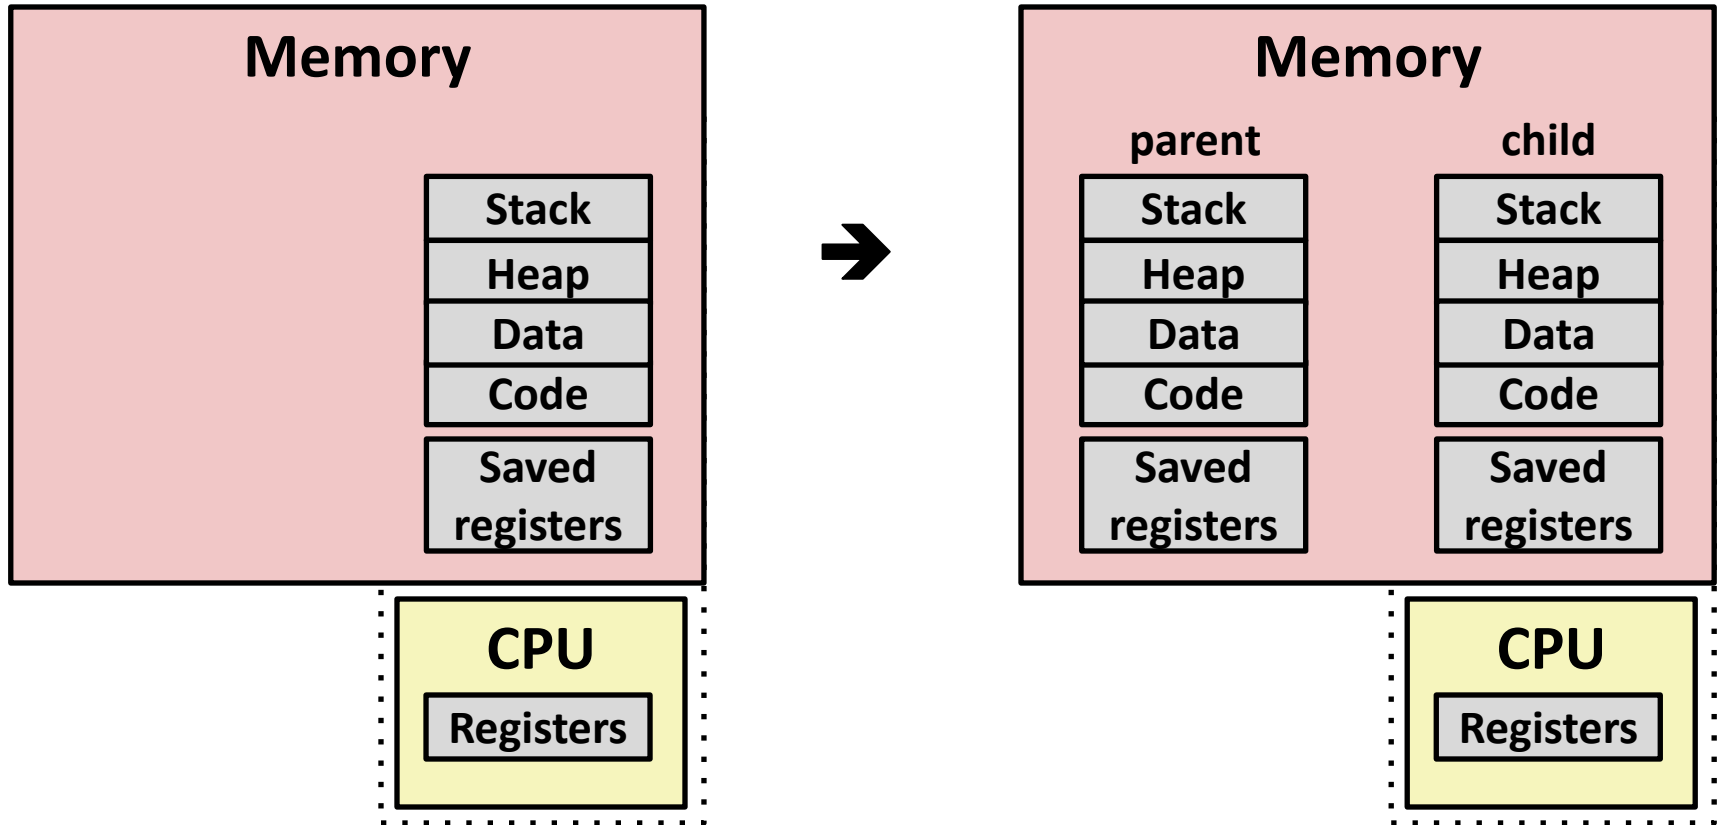 Memory
Stack
Heap
Data
Code
Saved
registers
CPU
Registers
Memory
parent
child
Stack
Heap
Data
Code
Saved
registers
Stack
Heap
Data
Code
Saved
registers
CPU
Registers